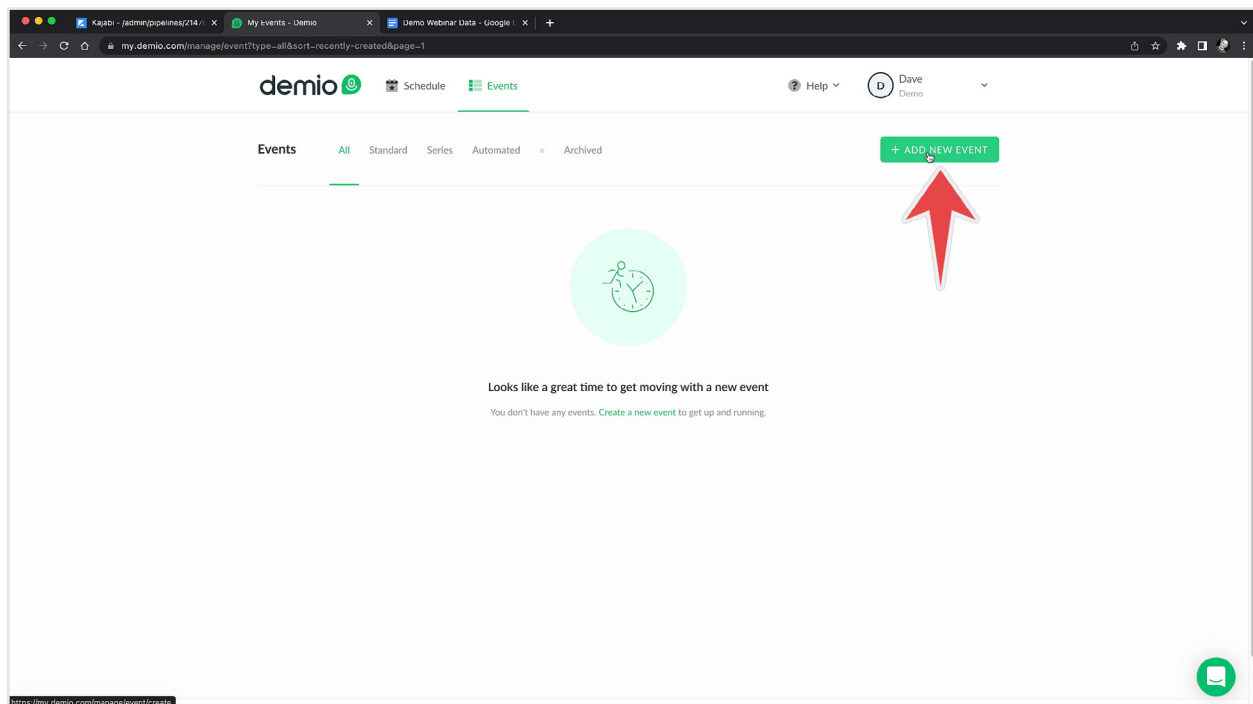 Kajabi - /admin/pipelines/2147
My Events - Demio
Demo Webinar Data - Google
my.demio.com/manage/event?type=all&sort=recently-created&page=1
demio
Schedule
Events
Help
D
Dave
Demo
Events
All
Standard
Series
Automated
Archived
+ ADD NEW EVENT
Looks like a great time to get moving with a new event
You don't have any events. Create a new event to get up and running.
https://my.demio.com/manage/event/create